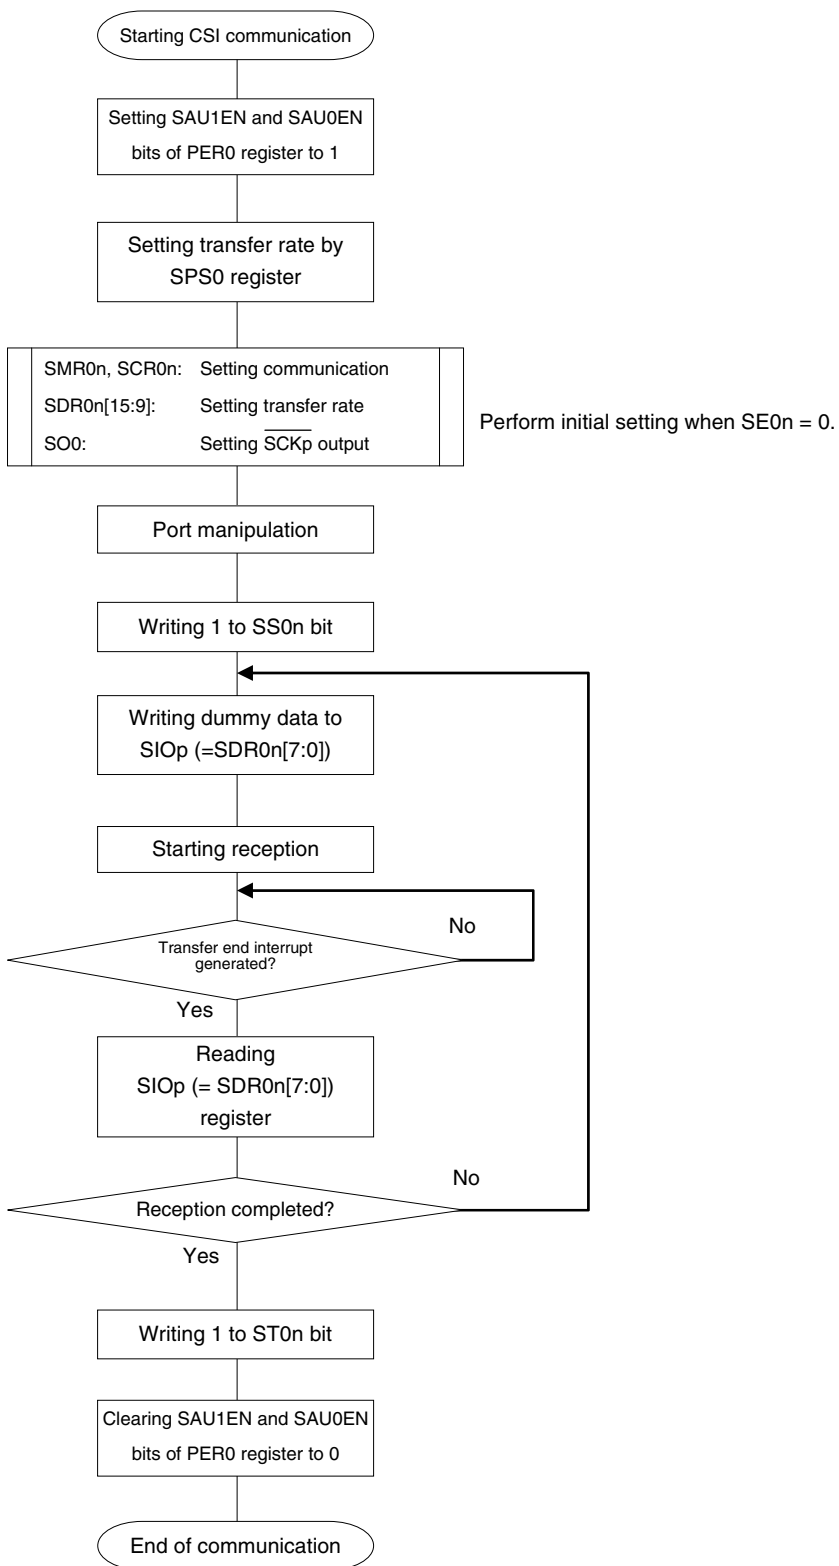 Starting CSI communication
Setting SAU1EN and SAU0EN
bits of PER0 register to 1
Setting transfer rate by
SPS0 register
SMR0n, SCR0n: Setting communication
SDR0n[15:9]: Setting transfer rate
SO0: Setting S̅C̅K̅p̅ output
Perform initial setting when SE0n = 0.
Port manipulation
Writing 1 to SS0n bit
Writing dummy data to
SIOp (=SDR0n[7:0])
Starting reception
No
Transfer end interrupt
generated?
Yes
Reading
SIOp (= SDR0n[7:0])
register
No
Reception completed?
Yes
Writing 1 to ST0n bit
Clearing SAU1EN and SAU0EN
bits of PER0 register to 0
End of communication